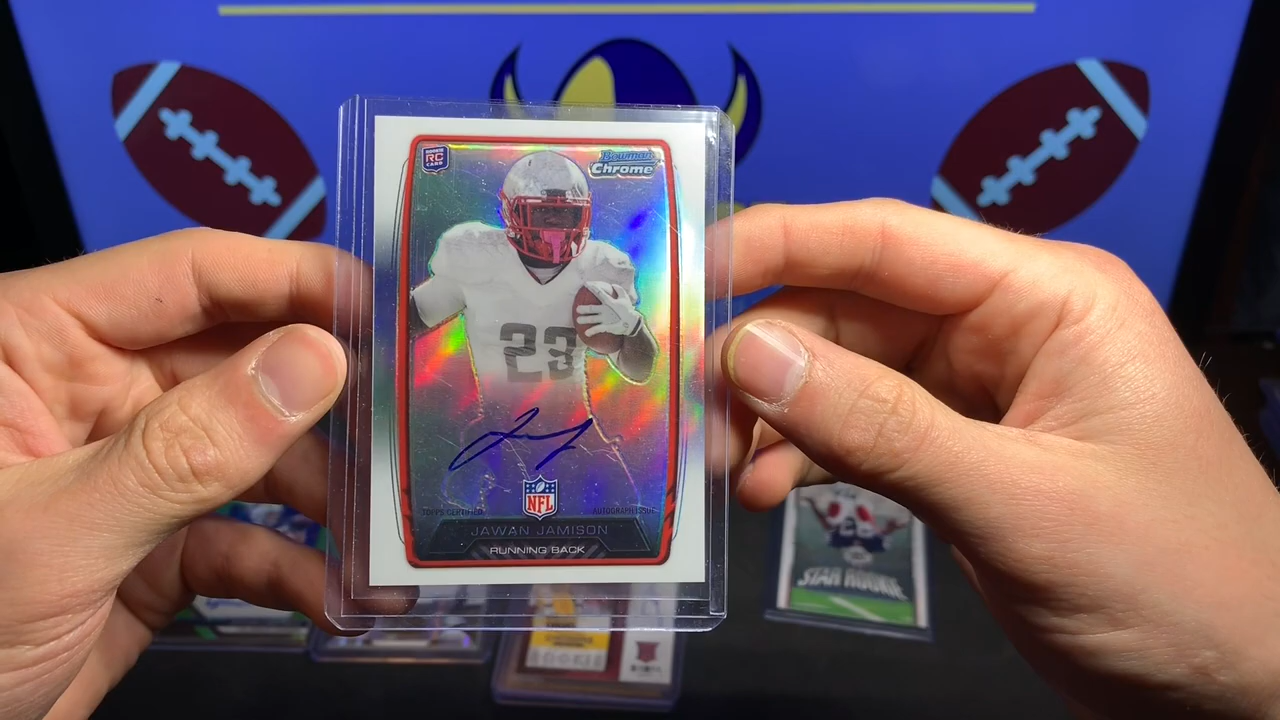 ROOKIE
RC
CARD
Bowman
Chrome
23
NFL
TOPPS CERTIFIED
AUTOGRAPH ISSUE
JAWAN JAMISON
RUNNING BACK
STAR ROOKIE